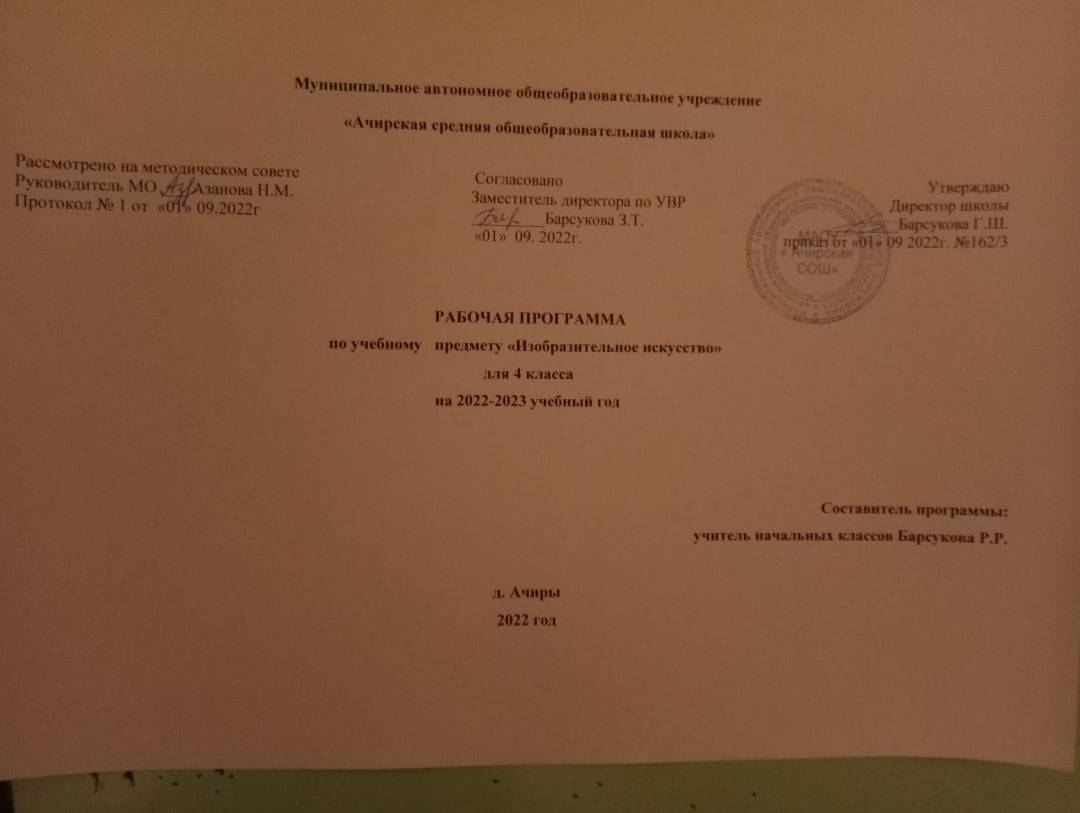 Муниципальное автономное общеобразовательное учреждение
«Ачирская средняя общеобразовательная школа»
Рассмотрено на методическом совете
Руководитель МО Азанова Н.М.
Протокол № 1 от «01» 09.2022г
Согласовано
Заместитель директора по УВР
Барсукова З.Т.
«01» 09. 2022г.
Утверждаю
Директор школы
Барсукова Г.Ш.
приказ от «01» 09 2022г. №162/3
МАОУ
« Ачирская
СОШ»
РАБОЧАЯ ПРОГРАММА
по учебному предмету «Изобразительное искусство»
для 4 класса
на 2022-2023 учебный год
Составитель программы:
учитель начальных классов Барсукова Р.Р.
д. Ачиры
2022 год